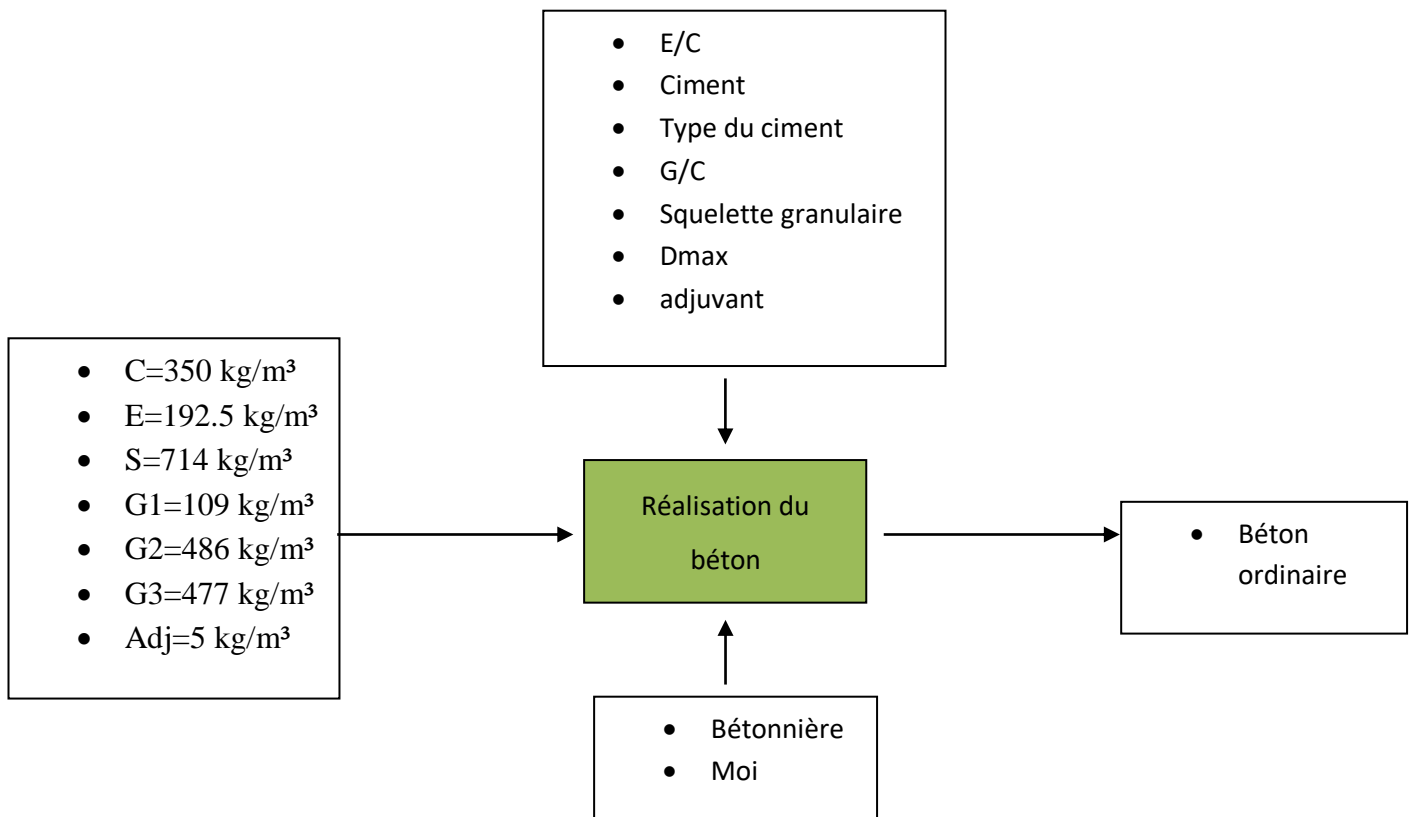 • E/C
• Ciment
• Type du ciment
• G/C
• Squelette granulaire
• Dmax
• adjuvant
• C=350 kg/m³
• E=192.5 kg/m³
• S=714 kg/m³
• G1=109 kg/m³
• G2=486 kg/m³
• G3=477 kg/m³
• Adj=5 kg/m³
Réalisation du
béton
• Béton
ordinaire
• Bétonnière
• Moi